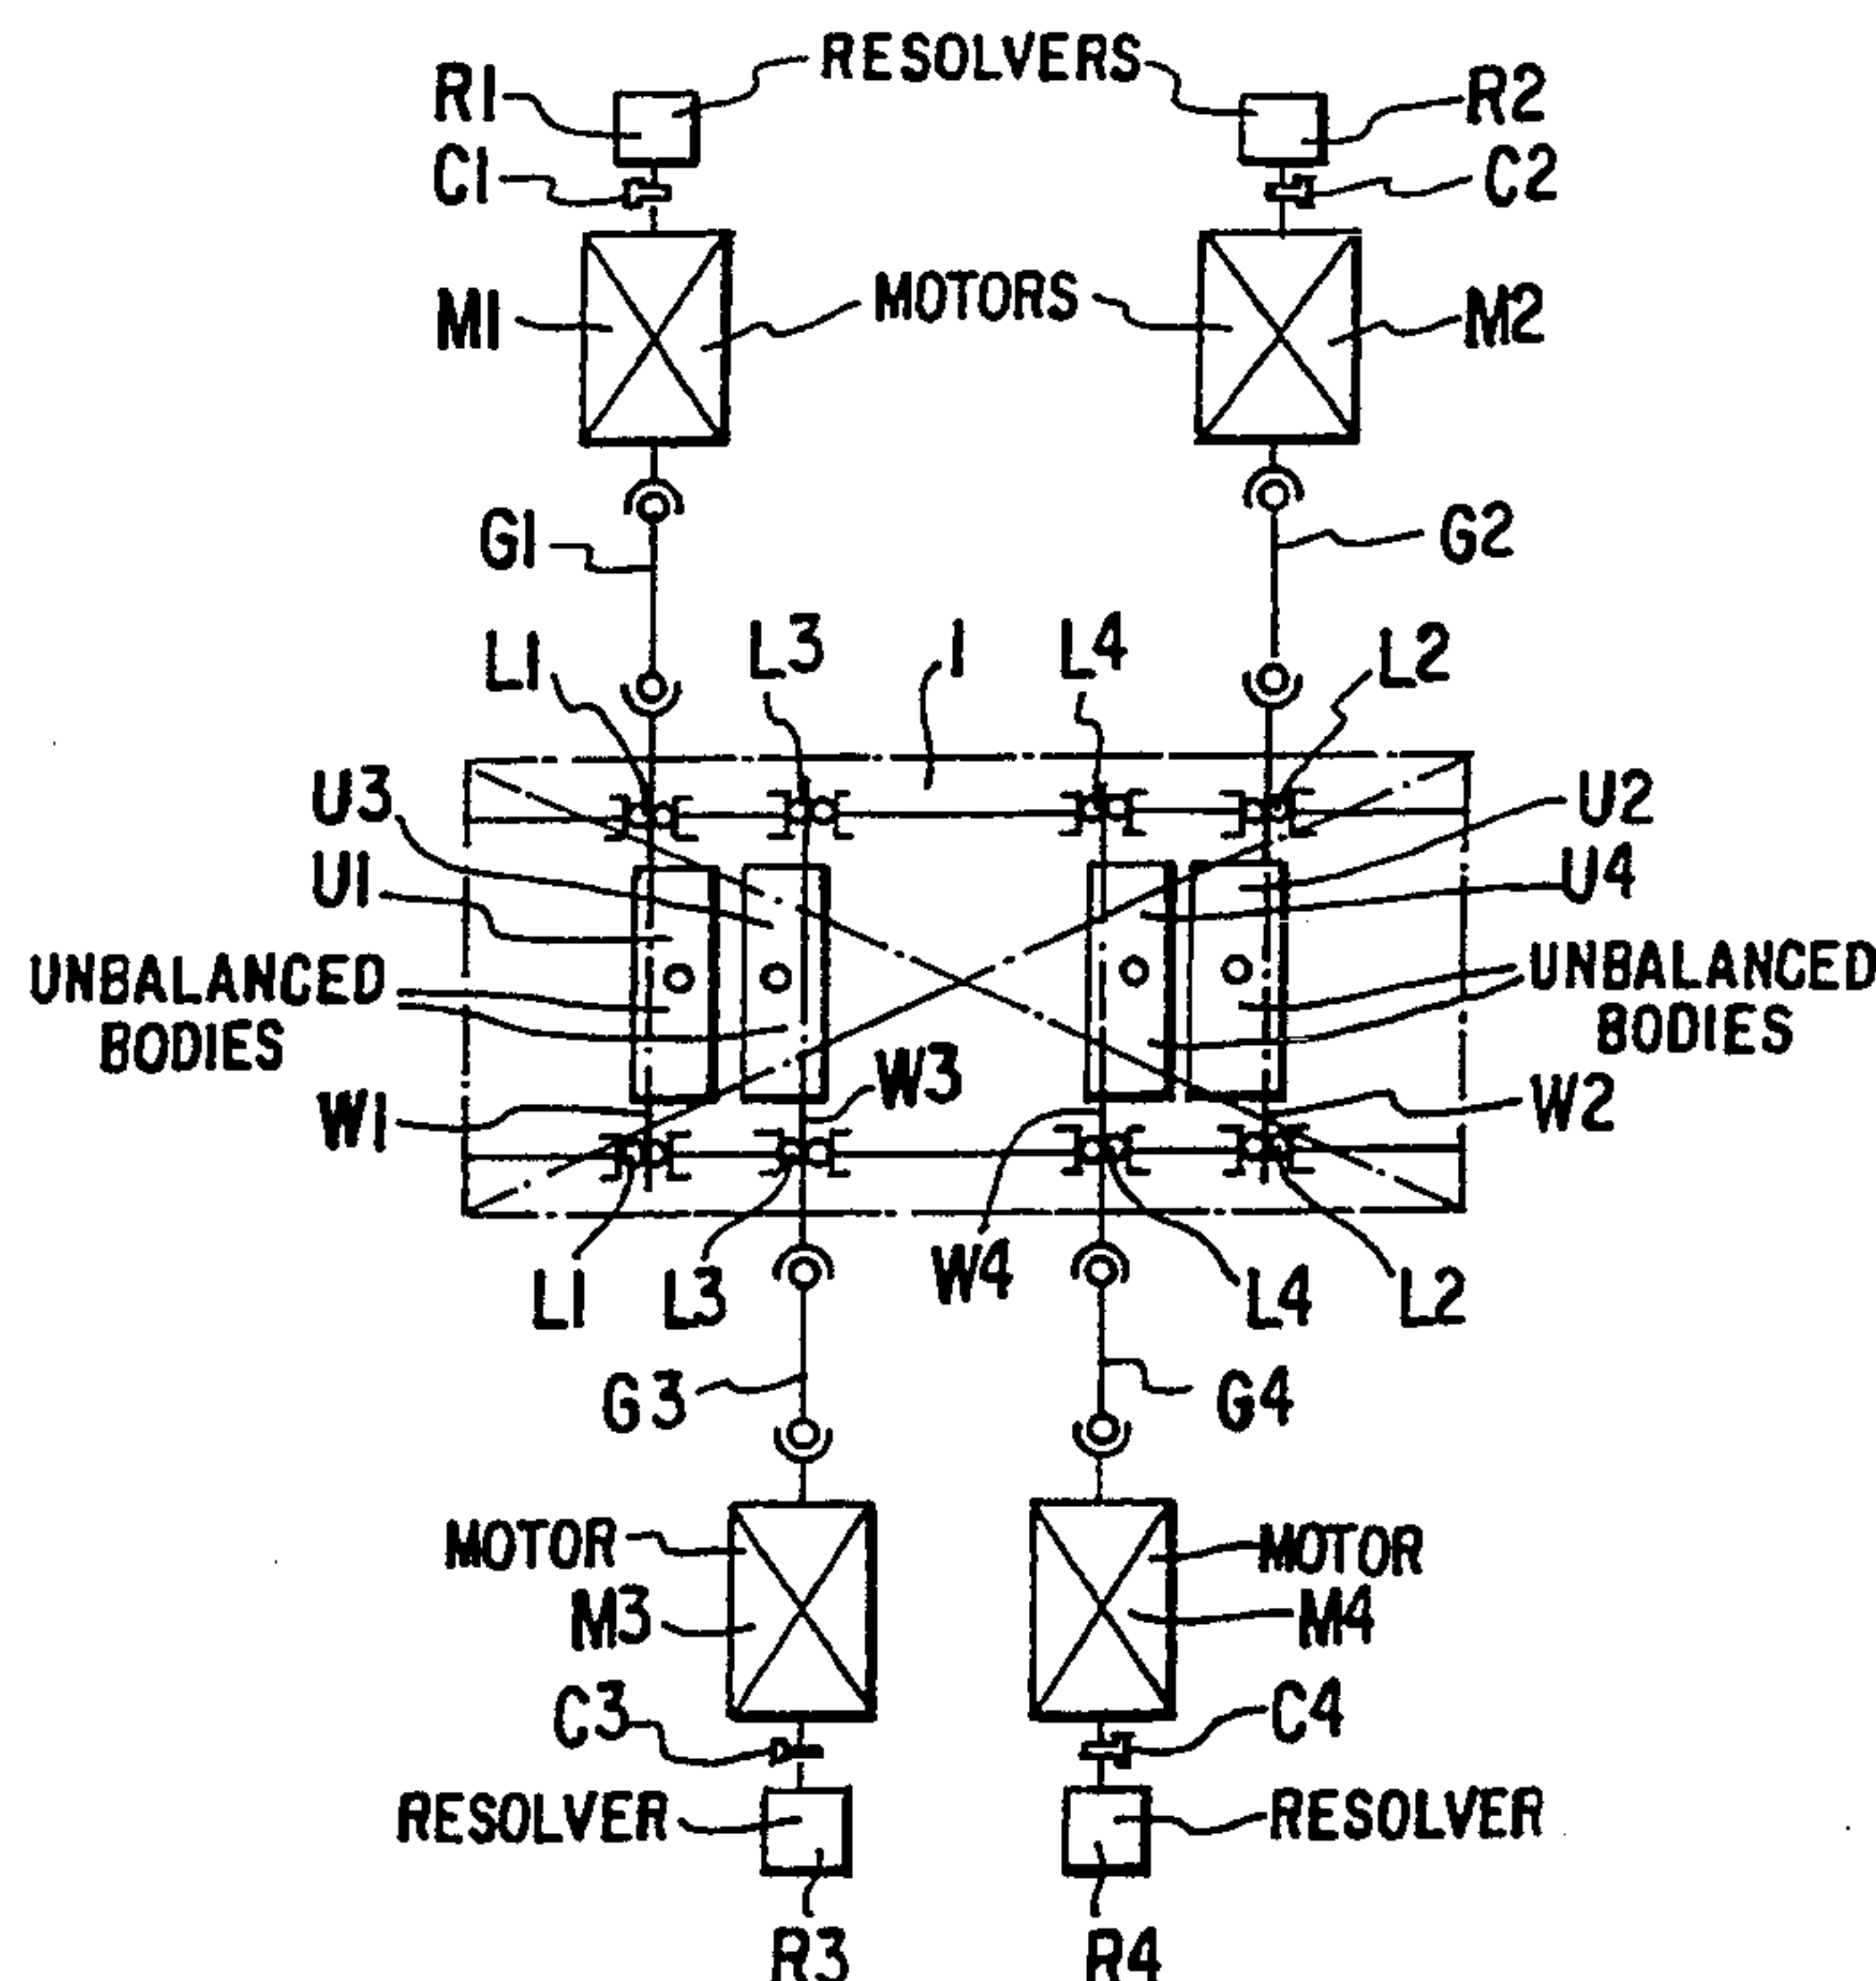 RESOLVERS
R1
R2
C1
C2
M1
MOTORS
M2
G1
G2
L1
L3
1
L4
L2
U3
U2
U1
U4
UNBALANCED
BODIES
UNBALANCED
BODIES
W1
W3
W2
W4
L1
L3
L4
L2
G3
G4
MOTOR
MOTOR
M3
M4
C3
C4
RESOLVER
RESOLVER
R3
R4